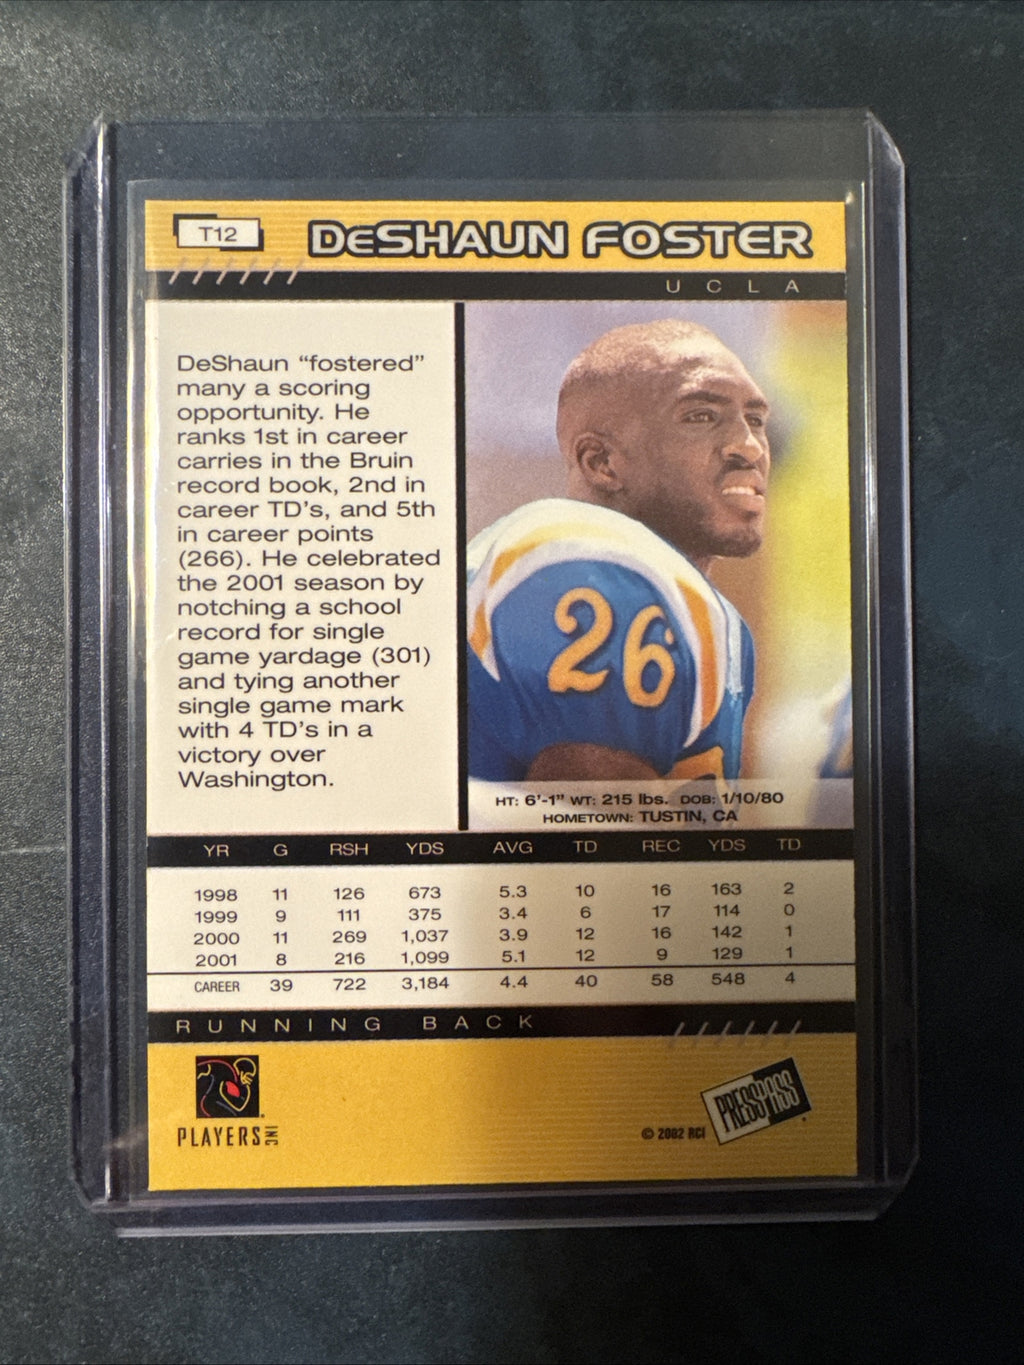 T12
DeSHAUN FOSTER
UCLA
DeShaun “fostered”
many a scoring
opportunity. He
ranks 1st in career
carries in the Bruin
record book, 2nd in
career TD's, and 5th
in career points
(266). He celebrated
the 2001 season by
notching a school
record for single
game yardage (301)
and tying another
single game mark
with 4 TD's in a
victory over
Washington.
26
HT: 6'-1" WT: 215 lbs. DOB: 1/10/80
HOMETOWN: TUSTIN, CA
YR G RSH YDS AVG TD REC YDS TD
1998 11 126 673 5.3 10 16 163 2
1999 9 111 375 3.4 6 17 114 0
2000 11 269 1,037 3.9 12 16 142 1
2001 8 216 1,099 5.1 12 9 129 1
CAREER 39 722 3,184 4.4 40 58 548 4
RUNNING BACK
PLAYERS INC
© 2002 RCI
PRESS PASS